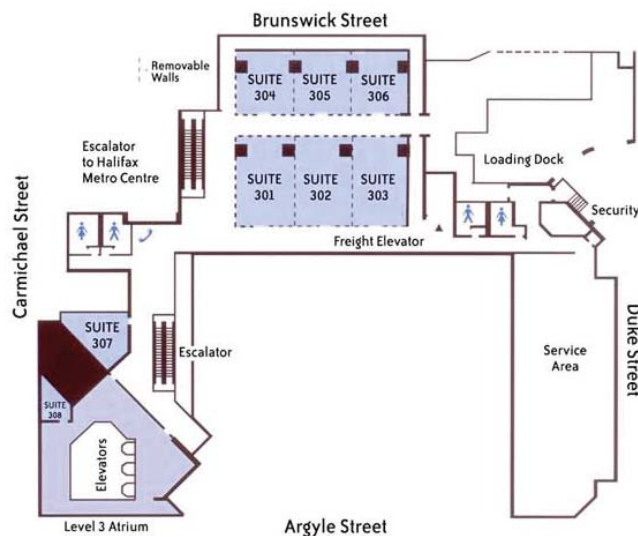 Brunswick Street
Removable
Walls
SUITE
304
SUITE
305
SUITE
306
Escalator
to Halifax
Metro Centre
Loading Dock
SUITE
301
SUITE
302
SUITE
303
Security
Carmichael Street
Freight Elevator
Duke Street
SUITE
307
Escalator
Service
Area
SUITE
308
Elevators
Level 3 Atrium
Argyle Street